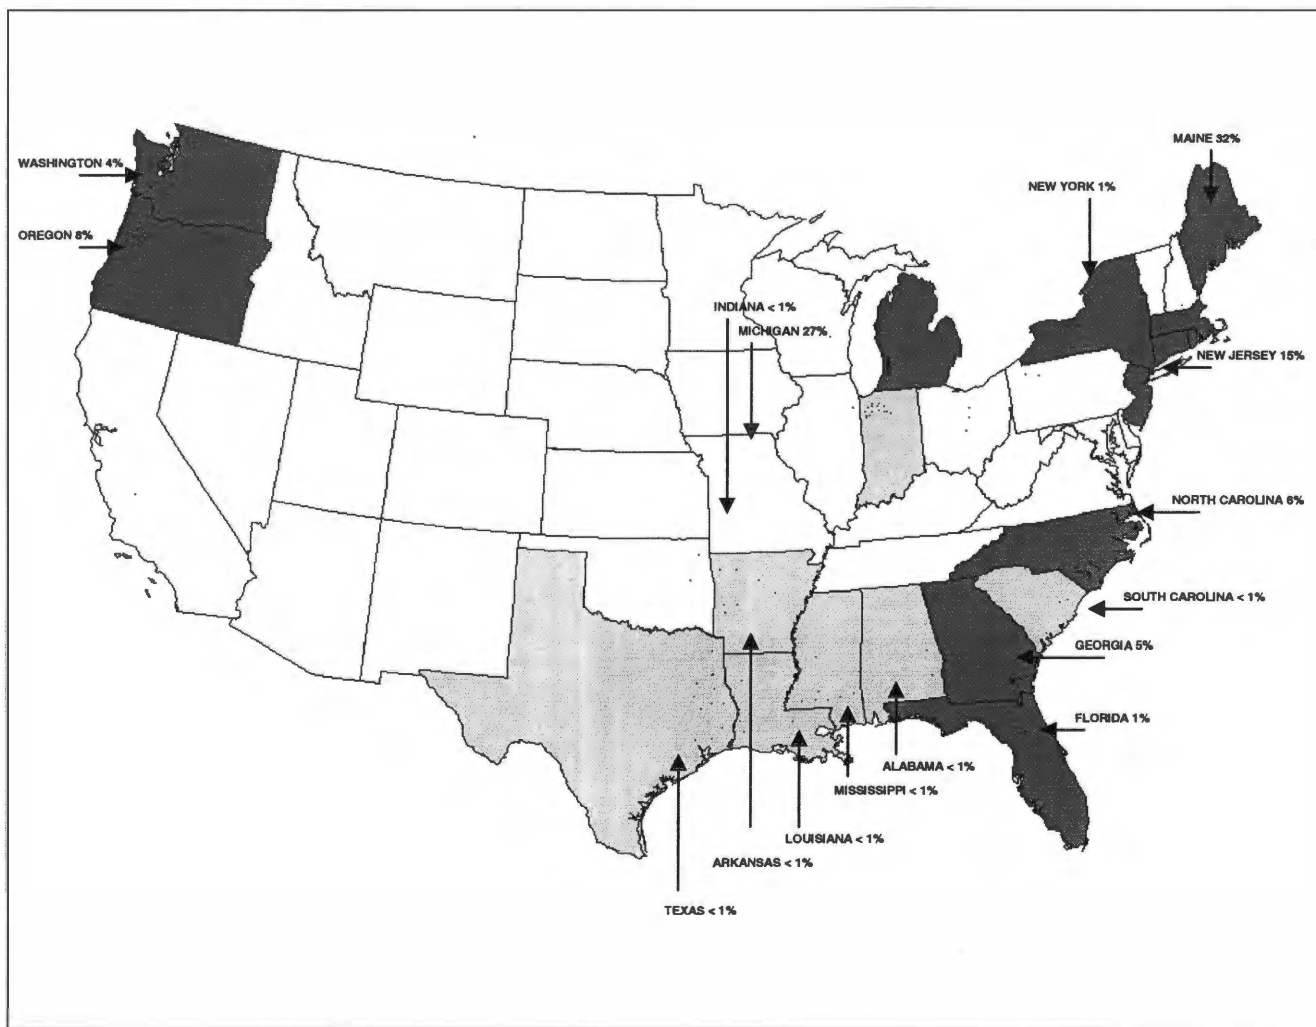 MAINE 32%
WASHINGTON 4%
NEW YORK 1%
OREGON 8%
INDIANA < 1%
MICHIGAN 27%
NEW JERSEY 15%
NORTH CAROLINA 6%
SOUTH CAROLINA < 1%
GEORGIA 5%
FLORIDA 1%
ALABAMA < 1%
MISSISSIPPI < 1%
LOUISIANA < 1%
ARKANSAS < 1%
TEXAS < 1%